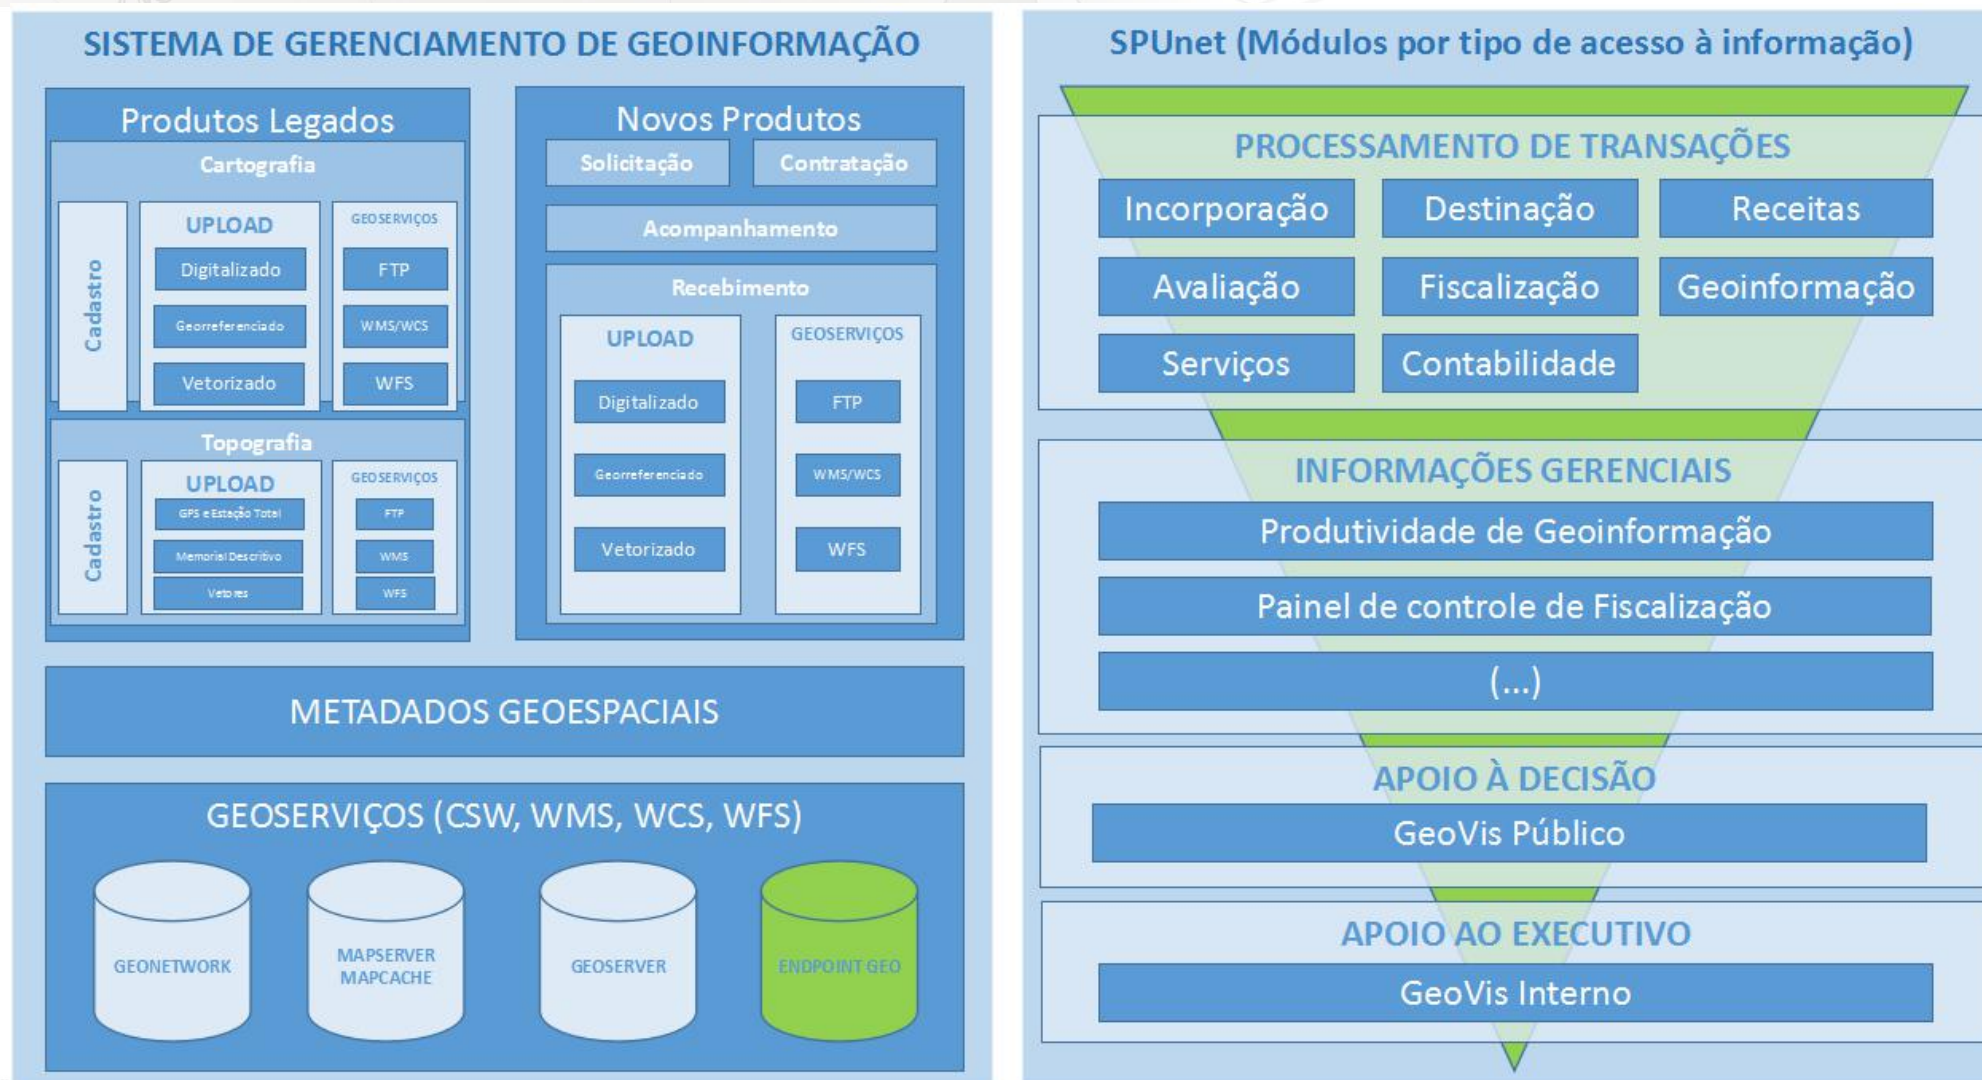 SISTEMA DE GERENCIAMENTO DE GEOINFORMAÇÃO
Produtos Legados
Cartografia
Cadastro
UPLOAD
Digitalizado
Georreferenciado
Vetorizado
GEOSERVIÇOS
FTP
WMS/WCS
WFS
Topografia
Cadastro
UPLOAD
GPS e Estação Total
Memorial Descritivo
Vetores
GEOSERVIÇOS
FTP
WMS
WFS
Novos Produtos
Solicitação
Contratação
Acompanhamento
Recebimento
UPLOAD
Digitalizado
Georreferenciado
Vetorizado
GEOSERVIÇOS
FTP
WMS/WCS
WFS
METADADOS GEOESPACIAIS
GEOSERVIÇOS (CSW, WMS, WCS, WFS)
GEONETWORK
MAPSERVER
MAPCACHE
GEOSERVER
ENDPOINT GEO
SPUnet (Módulos por tipo de acesso à informação)
PROCESSAMENTO DE TRANSAÇÕES
Incorporação
Destinação
Receitas
Avaliação
Fiscalização
Geoinformação
Serviços
Contabilidade
INFORMAÇÕES GERENCIAIS
Produtividade de Geoinformação
Painel de controle de Fiscalização
(...)
APOIO À DECISÃO
GeoVis Público
APOIO AO EXECUTIVO
GeoVis Interno